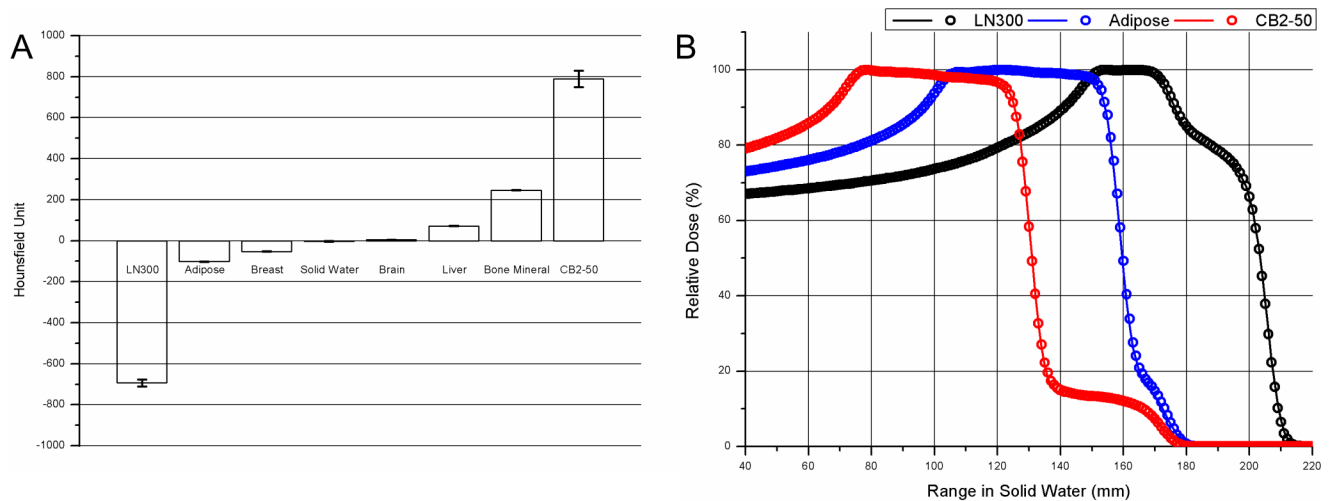 A
1000
800
600
400
200
0
-200
-400
-600
-800
-1000
Hounsfield Unit
LN300 Adipose Breast Solid Water Brain Liver Bone Mineral CB2-50
B
LN300 Adipose CB2-50
100
80
60
40
20
0
Relative Dose (%)
40 60 80 100 120 140 160 180 200 220
Range in Solid Water (mm)